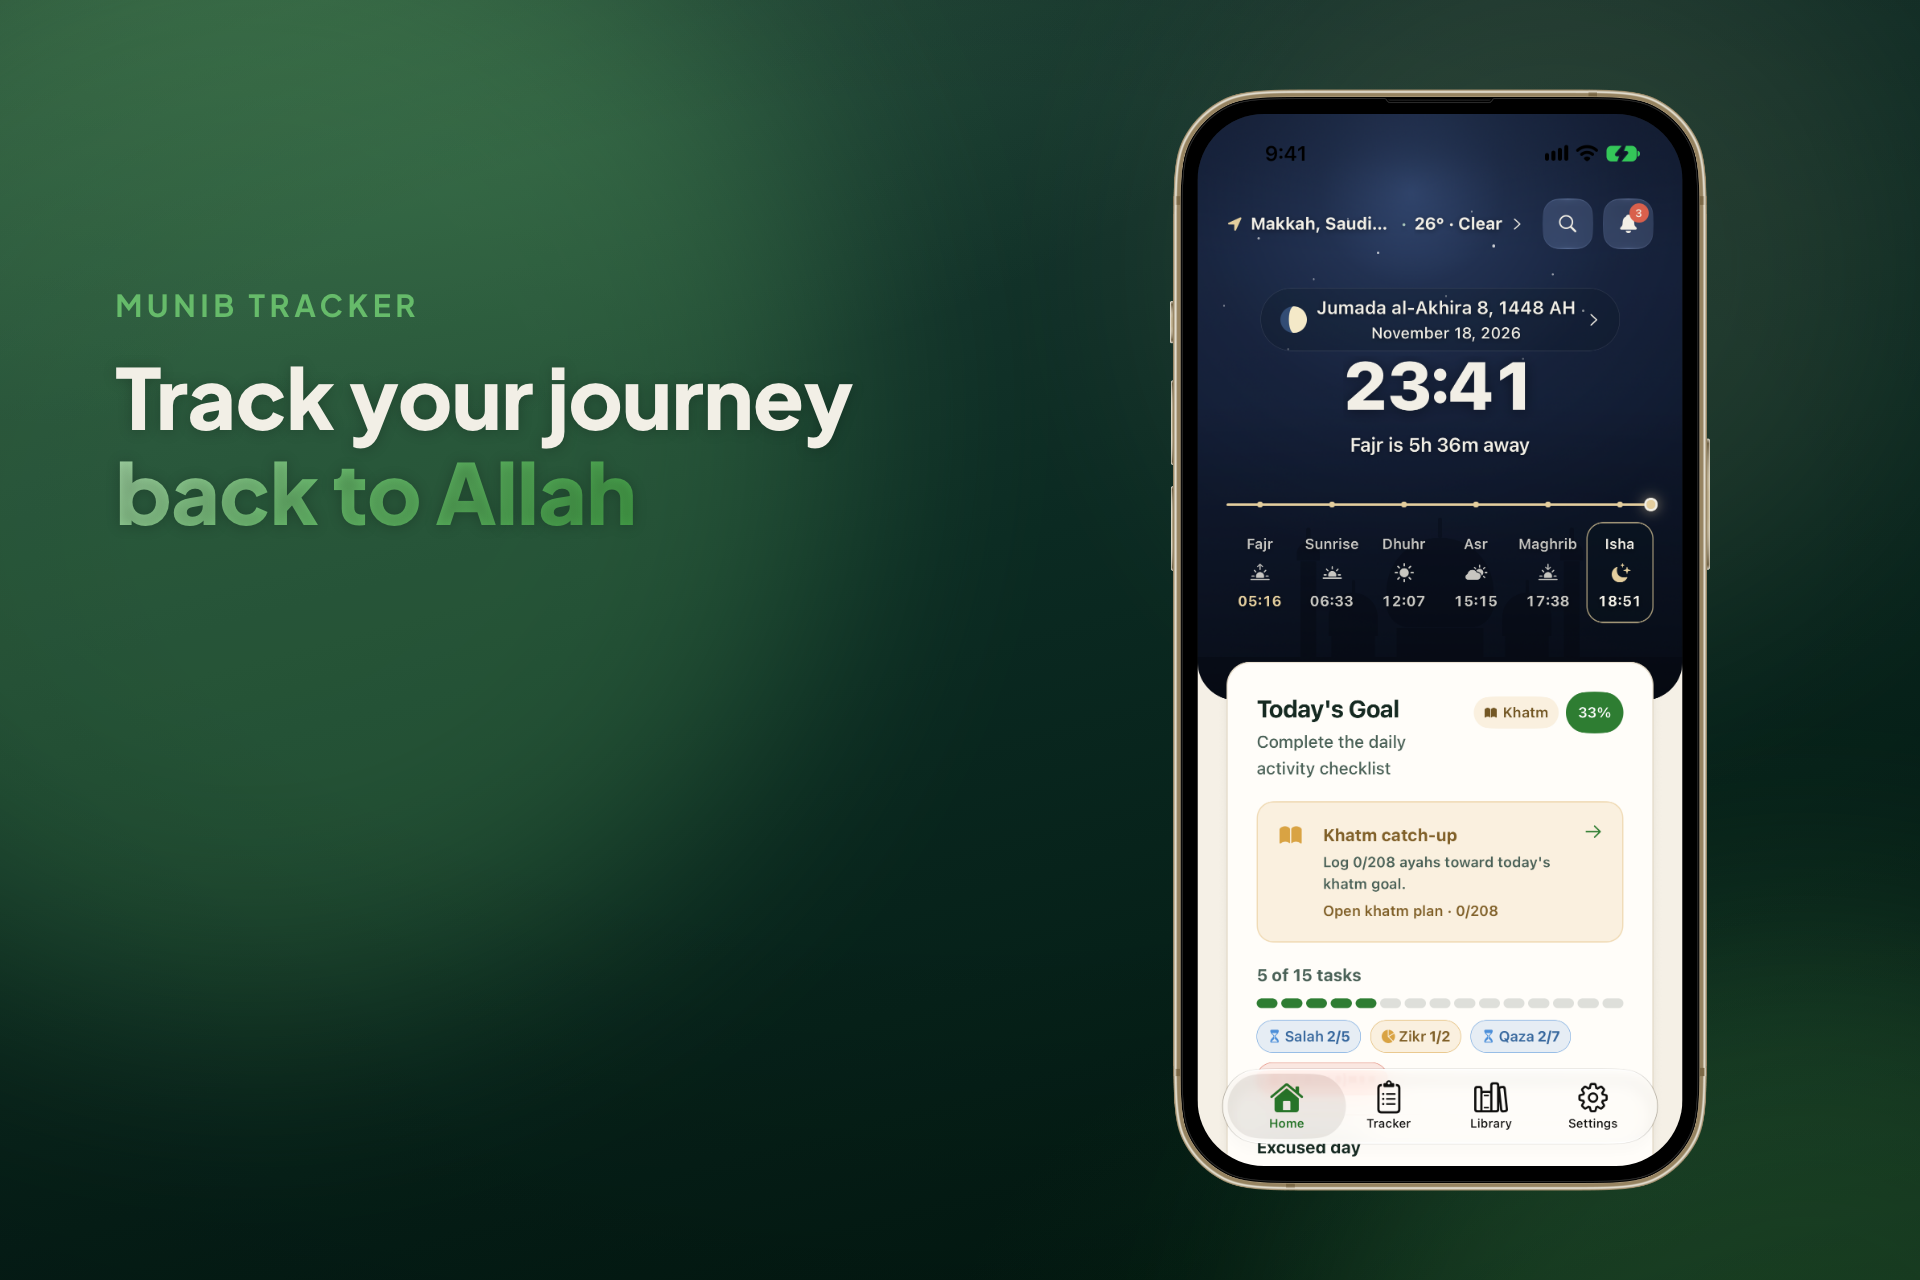 MUNIB TRACKER
Track your journey
back to Allah
9:41
Makkah, Saudi... · 26° · Clear
3
Jumada al-Akhira 8, 1448 AH
November 18, 2026
23:41
Fajr is 5h 36m away
Fajr Sunrise Dhuhr Asr Maghrib Isha
05:16 06:33 12:07 15:15 17:38 18:51
Today's Goal
Khatm 33%
Complete the daily
activity checklist
Khatm catch-up
Log 0/208 ayahs toward today's
khatm goal.
Open khatm plan · 0/208
5 of 15 tasks
Salah 2/5 Zikr 1/2 Qaza 2/7
Home Tracker Library Settings
Excused day